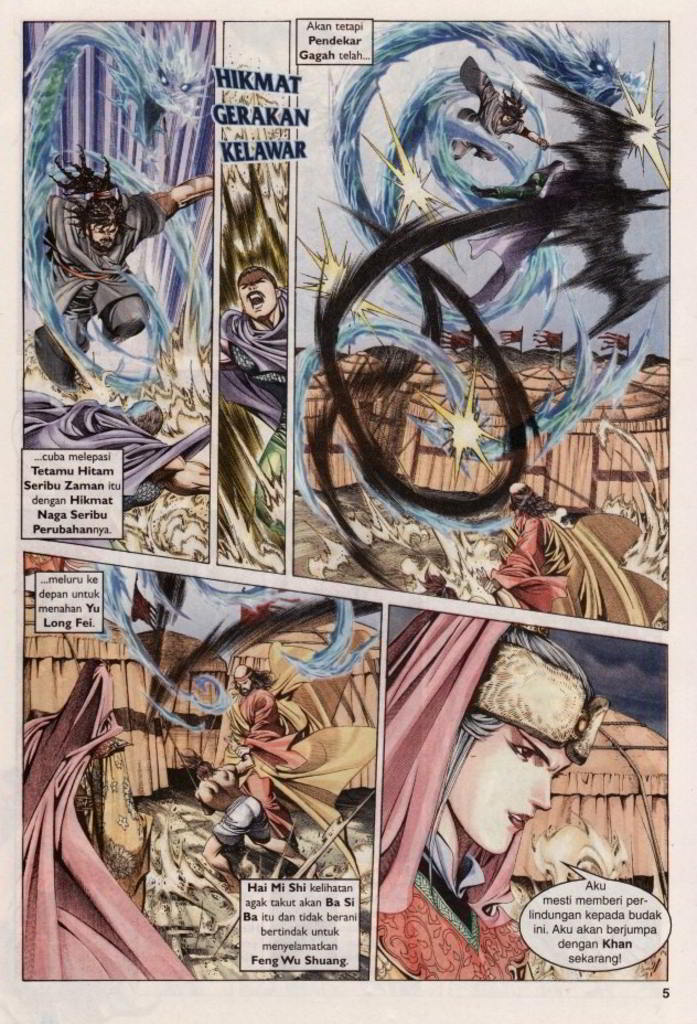 ...cuba melepasi
Tetamu Hitam
Seribu Zaman itu
dengan Hikmat
Naga Seribu
Perubahannya.
HIKMAT
GERAKAN
KELAWAR
Akan tetapi
Pendekar
Gagah telah...
...meluru ke
depan untuk
menahan Yu
Long Fei.
Hai Mi Shi kelihatan
agak takut akan Ba Si
Ba itu dan tidak berani
bertindak untuk
menyelamatkan
Feng Wu Shuang.
Aku
mesti memberi per-
lindungan kepada budak
ini. Aku akan berjumpa
dengan Khan
sekarang!
5